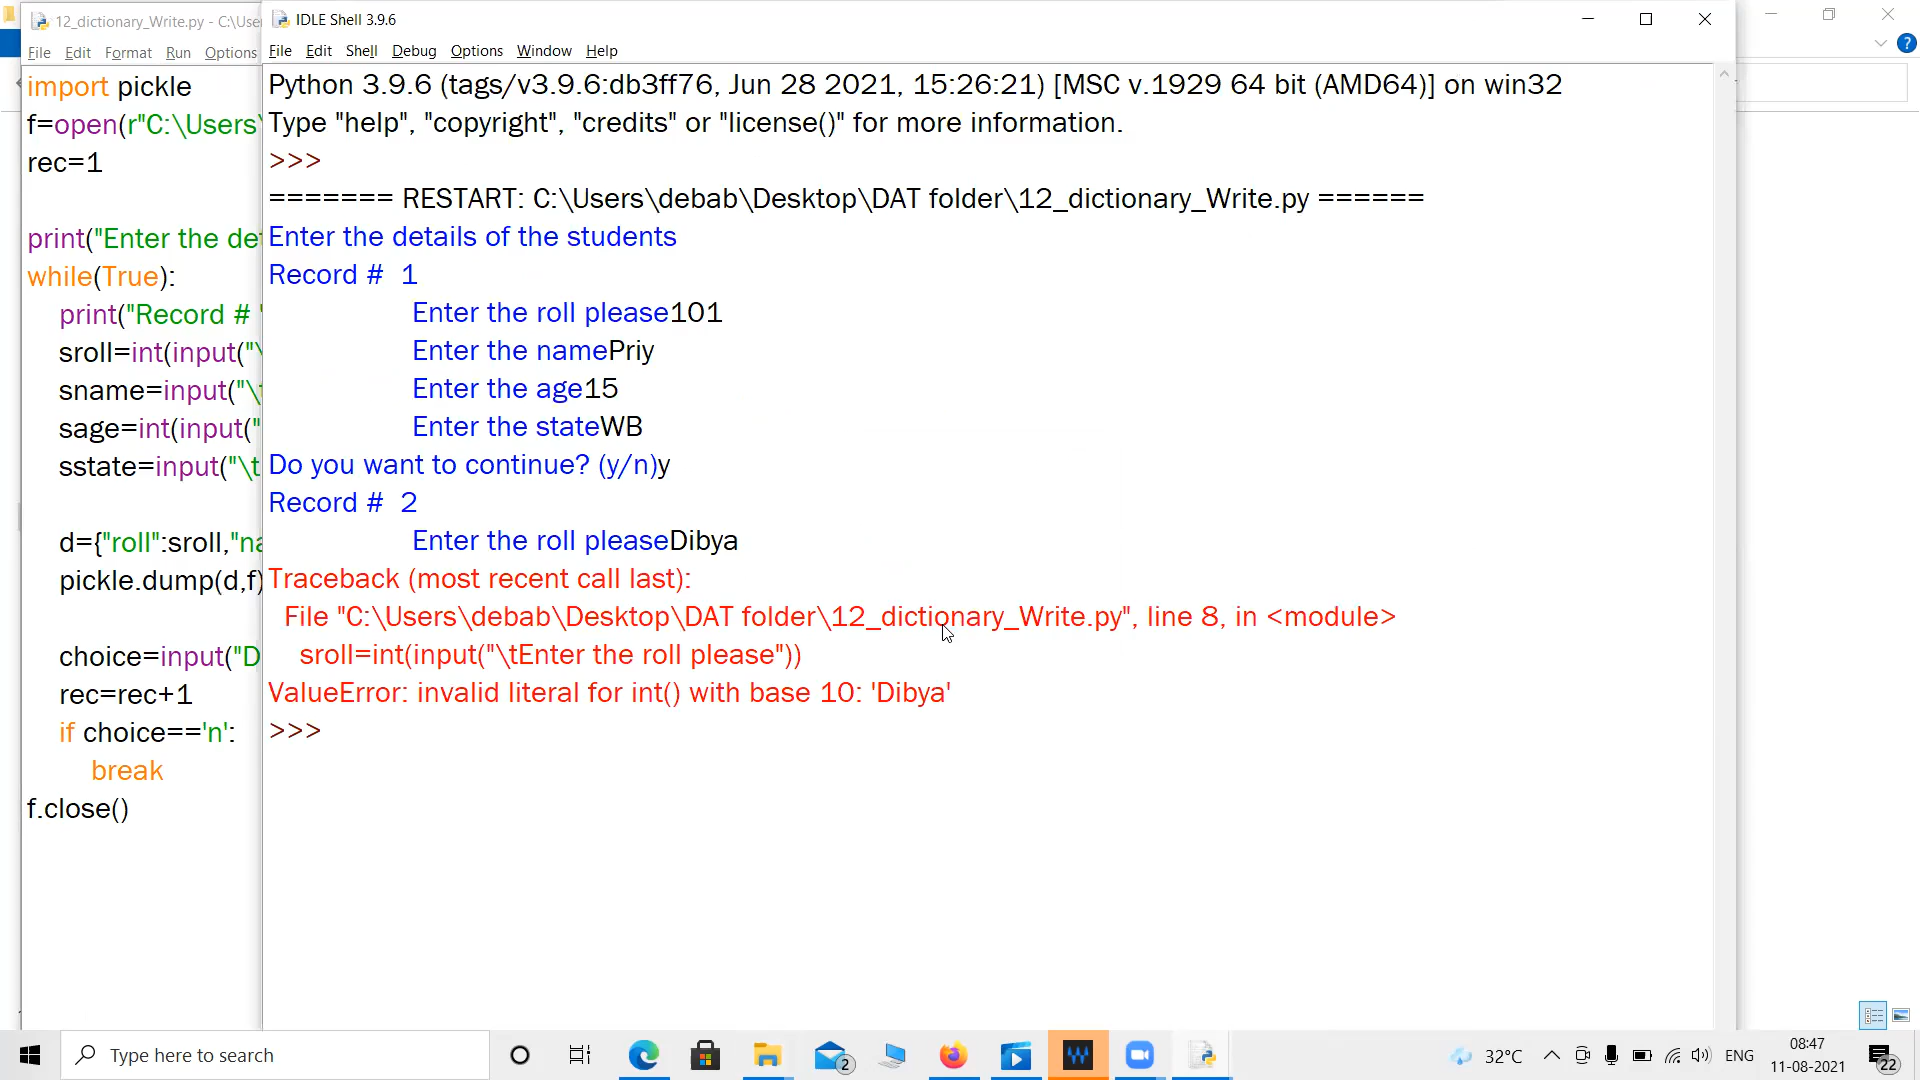 12_dictionary_Write.py - C:\User
File Edit Format Run Options
import pickle
f=open(r"C:\Users\
rec=1
print("Enter the det
while(True):
print("Record # "
sroll=int(input("\
sname=input("\t
sage=int(input("
sstate=input("\t
d={"roll":sroll,"na
pickle.dump(d,f)
choice=input("D
rec=rec+1
if choice=='n':
break
f.close()
IDLE Shell 3.9.6
File Edit Shell Debug Options Window Help
Python 3.9.6 (tags/v3.9.6:db3ff76, Jun 28 2021, 15:26:21) [MSC v.1929 64 bit (AMD64)] on win32
Type "help", "copyright", "credits" or "license()" for more information.
>>>
======= RESTART: C:\Users\debab\Desktop\DAT folder\12_dictionary_Write.py ======
Enter the details of the students
Record # 1
Enter the roll please101
Enter the namePriy
Enter the age15
Enter the stateWB
Do you want to continue? (y/n)y
Record # 2
Enter the roll pleaseDibya
Traceback (most recent call last):
File "C:\Users\debab\Desktop\DAT folder\12_dictionary_Write.py", line 8, in <module>
sroll=int(input("\tEnter the roll please"))
ValueError: invalid literal for int() with base 10: 'Dibya'
>>>
Type here to search
2
32°C
ENG
08:47
11-08-2021
22